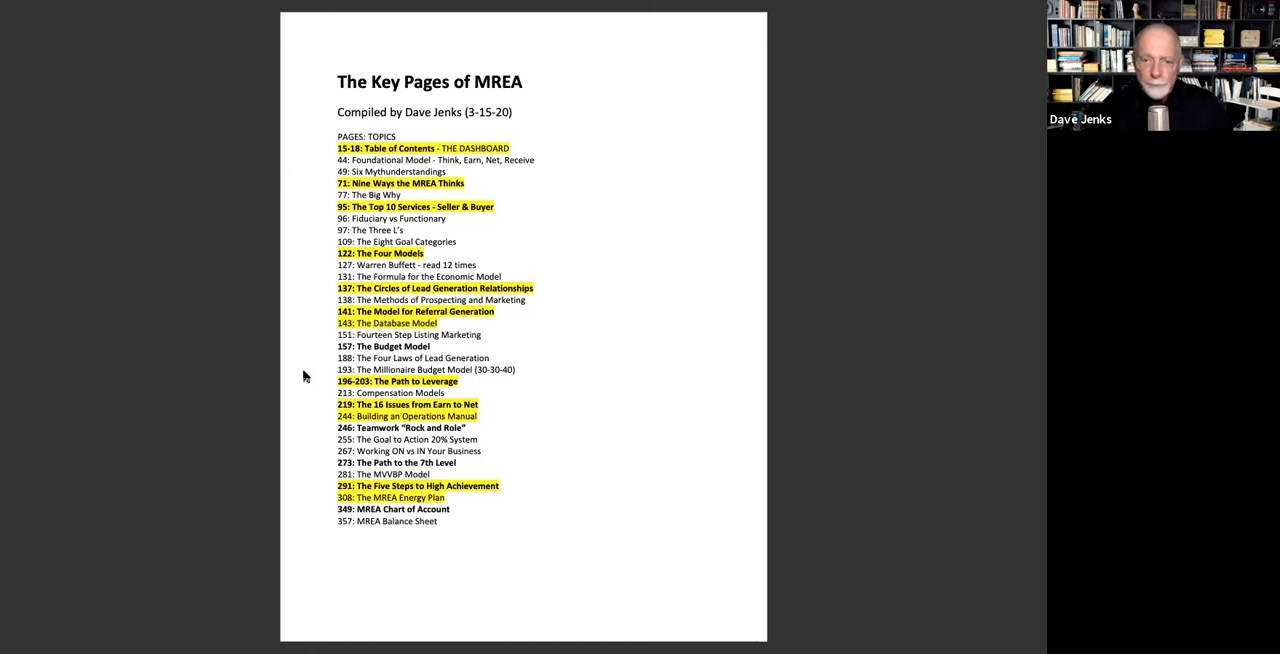 The Key Pages of MREA
Compiled by Dave Jenks (3-15-20)
PAGES: TOPICS
15-18: Table of Contents - THE DASHBOARD
44: Foundational Model - Think, Earn, Net, Receive
49: Six Mythunderstandings
71: Nine Ways the MREA Thinks
77: The Big Why
95: The Top 10 Services - Seller & Buyer
96: Fiduciary vs Functionary
97: The Three L’s
109: The Eight Goal Categories
122: The Four Models
127: Warren Buffett - read 12 times
131: The Formula for the Economic Model
137: The Circles of Lead Generation Relationships
138: The Methods of Prospecting and Marketing
141: The Model for Referral Generation
143: The Database Model
151: Fourteen Step Listing Marketing
157: The Budget Model
188: The Four Laws of Lead Generation
193: The Millionaire Budget Model (30-30-40)
196-203: The Path to Leverage
213: Compensation Models
219: The 16 Issues from Earn to Net
244: Building an Operations Manual
246: Teamwork “Rock and Role”
255: The Goal to Action 20% System
267: Working ON vs IN Your Business
273: The Path to the 7th Level
281: The MVVBP Model
291: The Five Steps to High Achievement
308: The MREA Energy Plan
349: MREA Chart of Account
357: MREA Balance Sheet
Dave Jenks